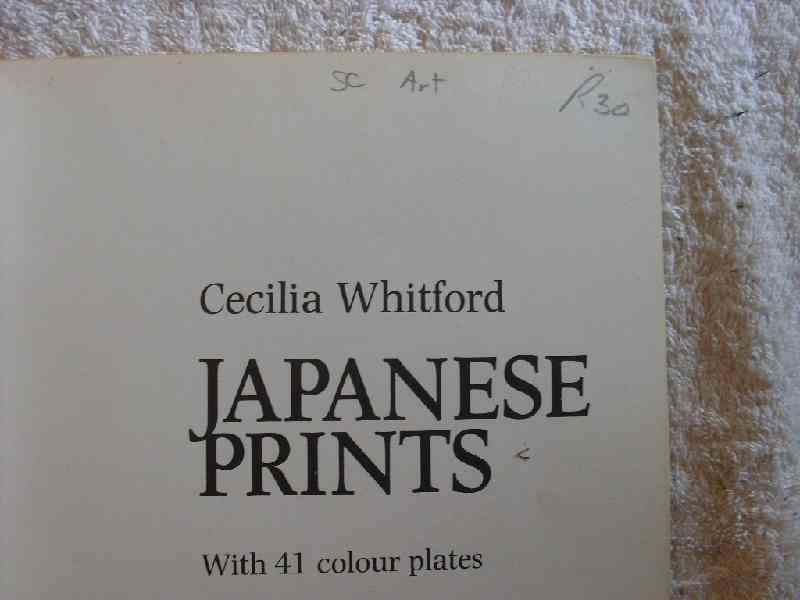 SC Art R30
Cecilia Whitford
JAPANESE
PRINTS
With 41 colour plates